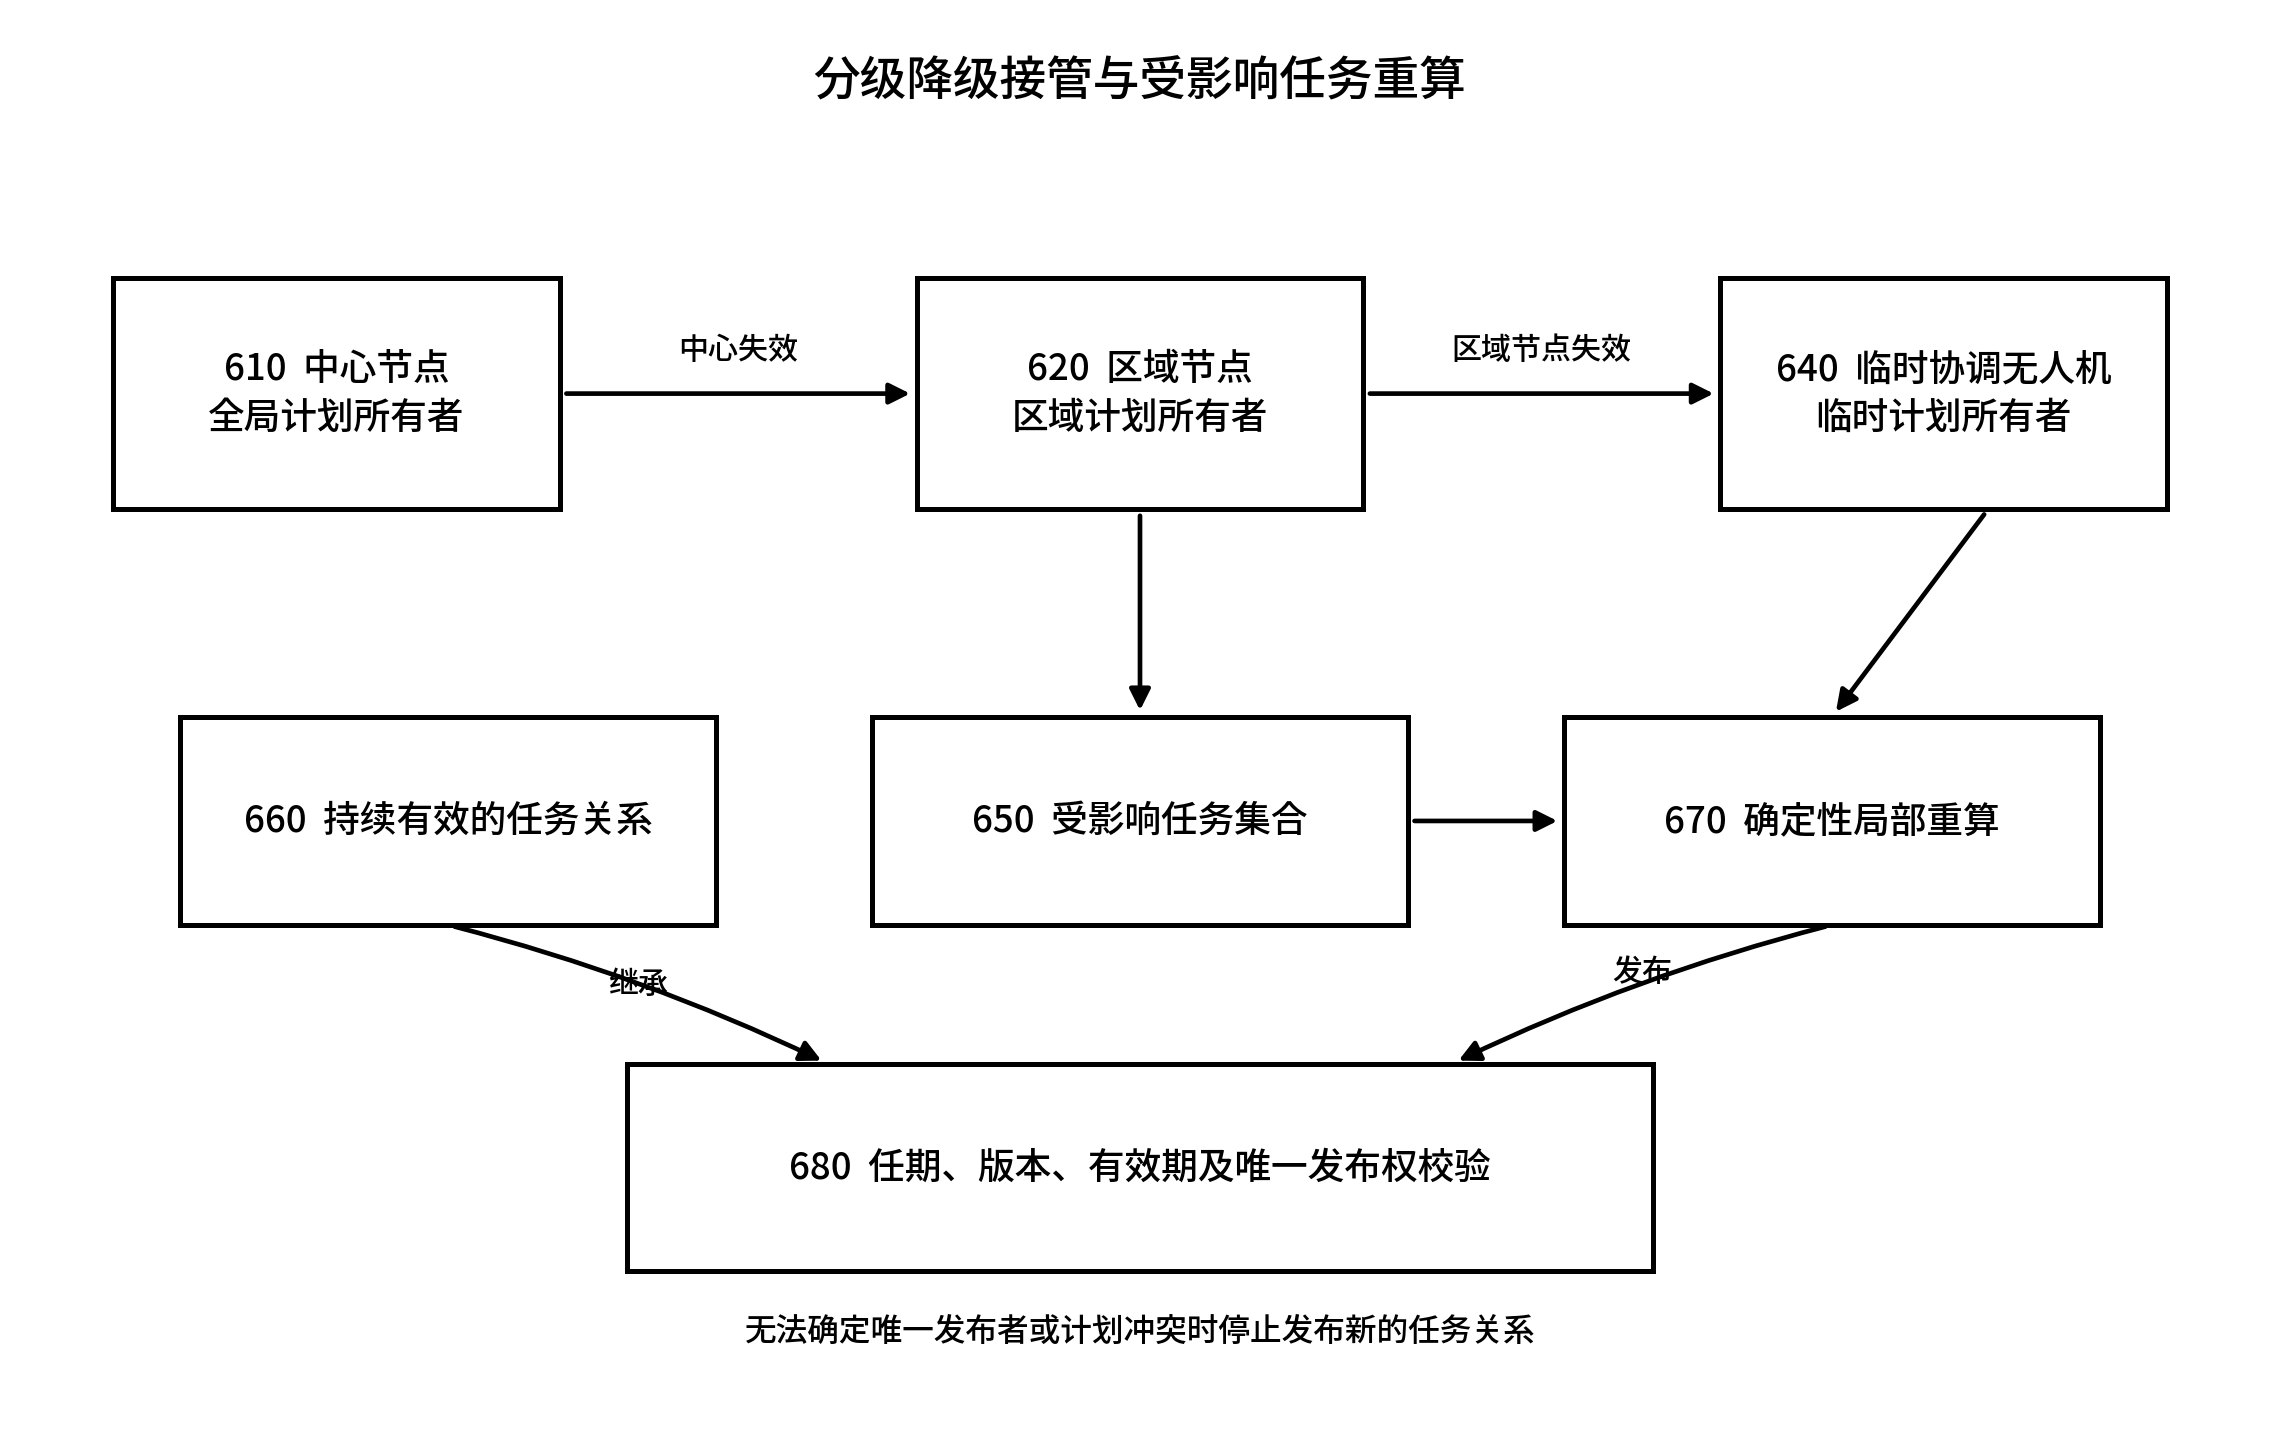 分级降级接管与受影响任务重算
610 中心节点
全局计划所有者
中心失效
620 区域节点
区域计划所有者
区域节点失效
640 临时协调无人机
临时计划所有者
660 持续有效的任务关系
650 受影响任务集合
670 确定性局部重算
继承
发布
680 任期、版本、有效期及唯一发布权校验
无法确定唯一发布者或计划冲突时停止发布新的任务关系